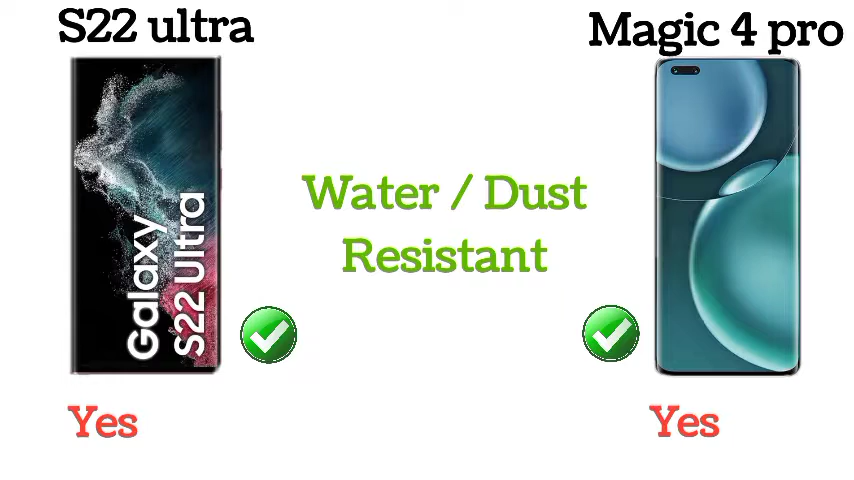 S22 ultra
Magic 4 pro
Water / Dust
Resistant
Galaxy
S22 Ultra
Yes
Yes